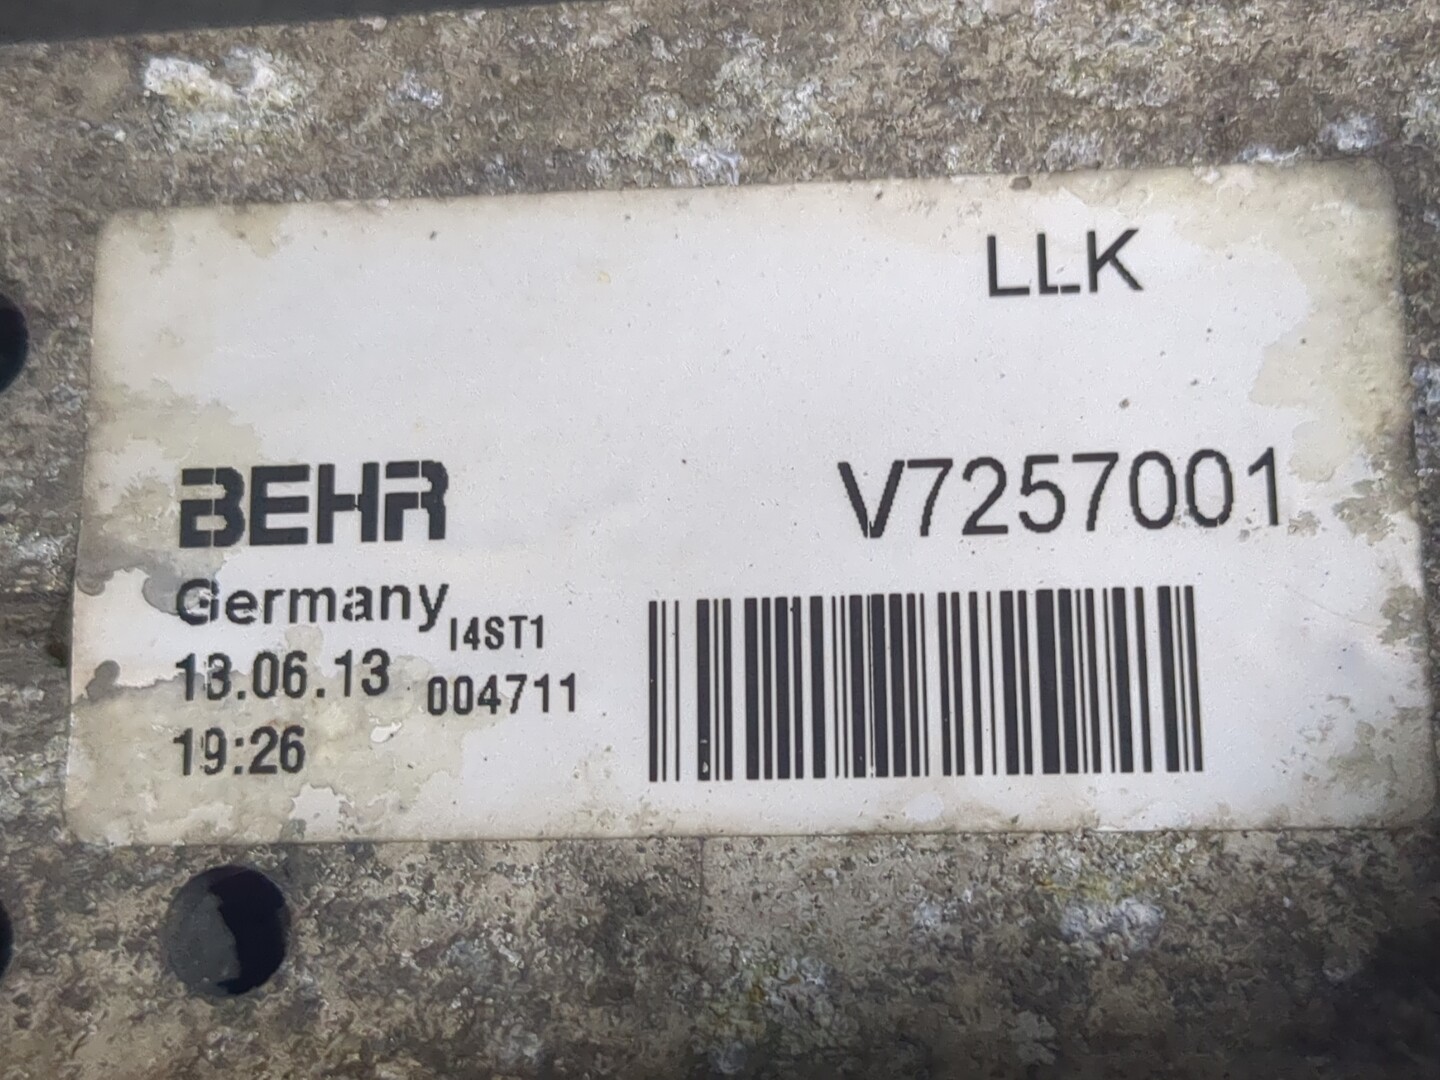 LLK
BEHR
V7257001
Germany
I4ST1
13.06.13
004711
19:26